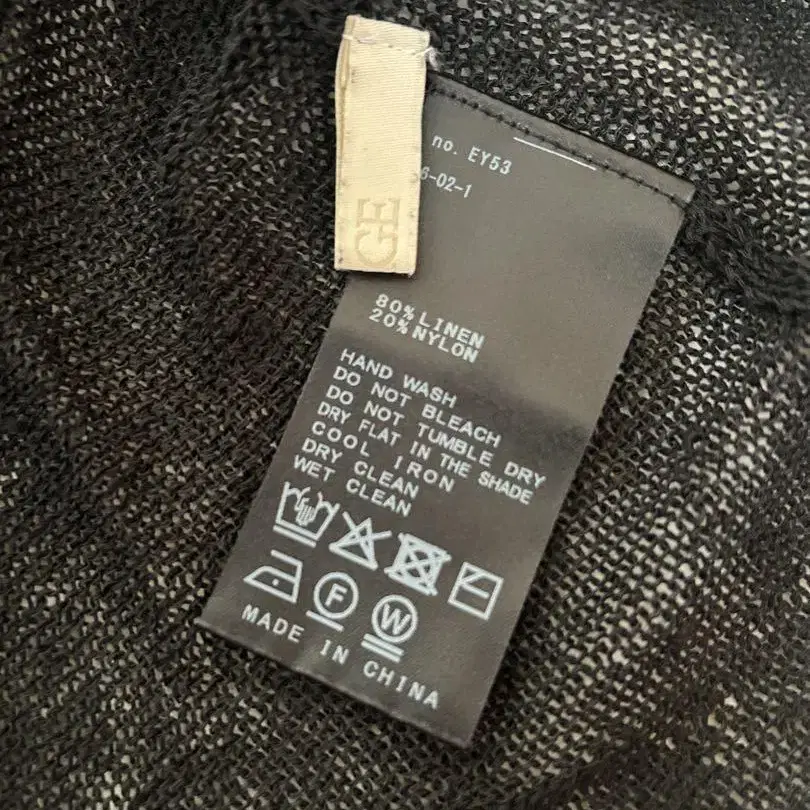 no. EY53
6-02-1
GE
80%LINEN
20%NYLON
HAND WASH
DO NOT BLEACH
DO NOT TUMBLE DRY
DRY FLAT IN THE SHADE
COOL IRON
DRY CLEAN
WET CLEAN
F
W
MADE IN CHINA